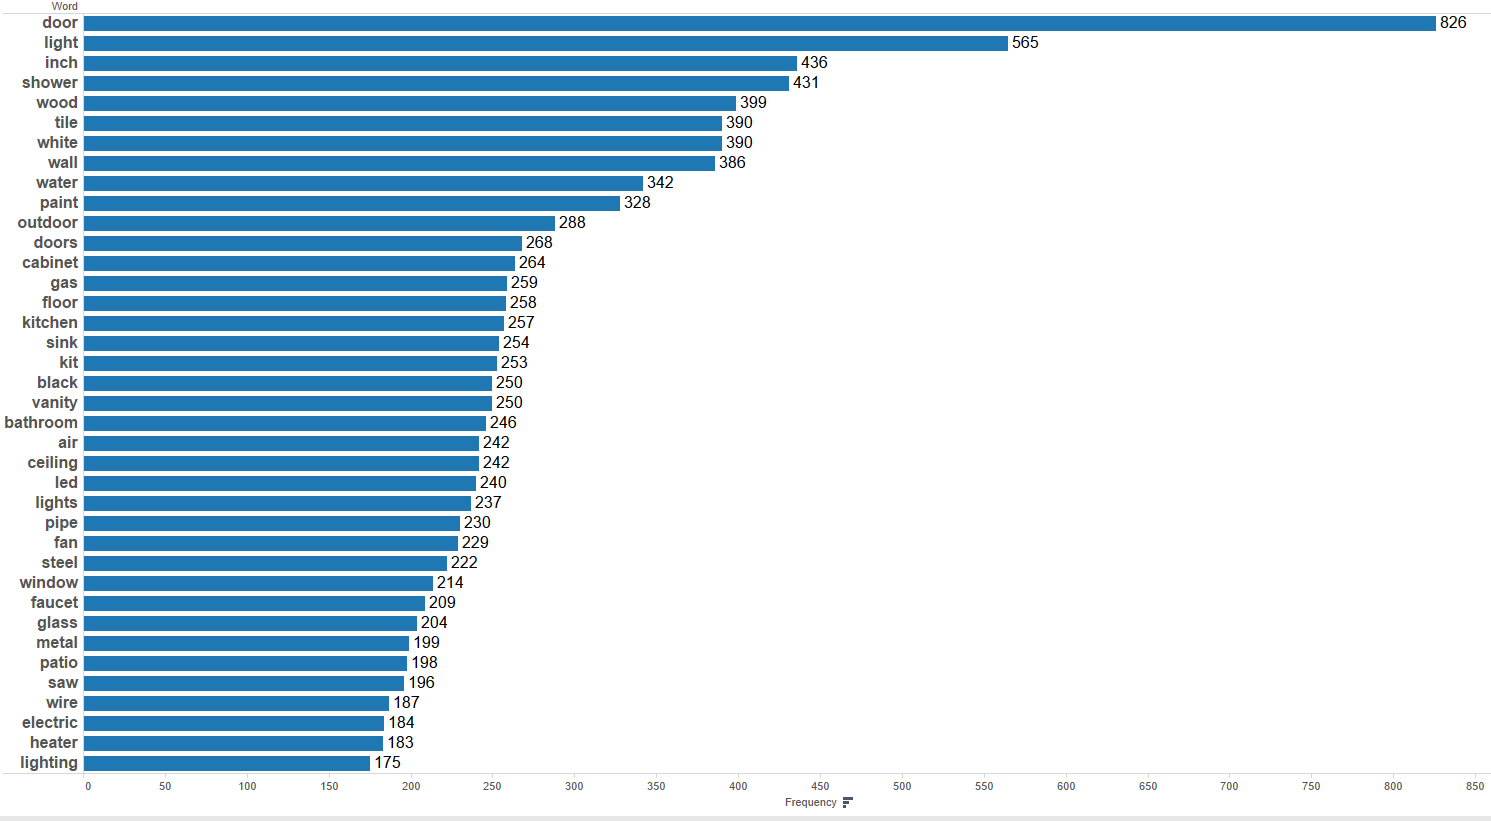 Word
door 826
light 565
inch 436
shower 431
wood 399
tile 390
white 390
wall 386
water 342
paint 328
outdoor 288
doors 268
cabinet 264
gas 259
floor 258
kitchen 257
sink 254
kit 253
black 250
vanity 250
bathroom 246
air 242
ceiling 242
led 240
lights 237
pipe 230
fan 229
steel 222
window 214
faucet 209
glass 204
metal 199
patio 198
saw 196
wire 187
electric 184
heater 183
lighting 175
0 50 100 150 200 250 300 350 400 450 500 550 600 650 700 750 800 850
Frequency